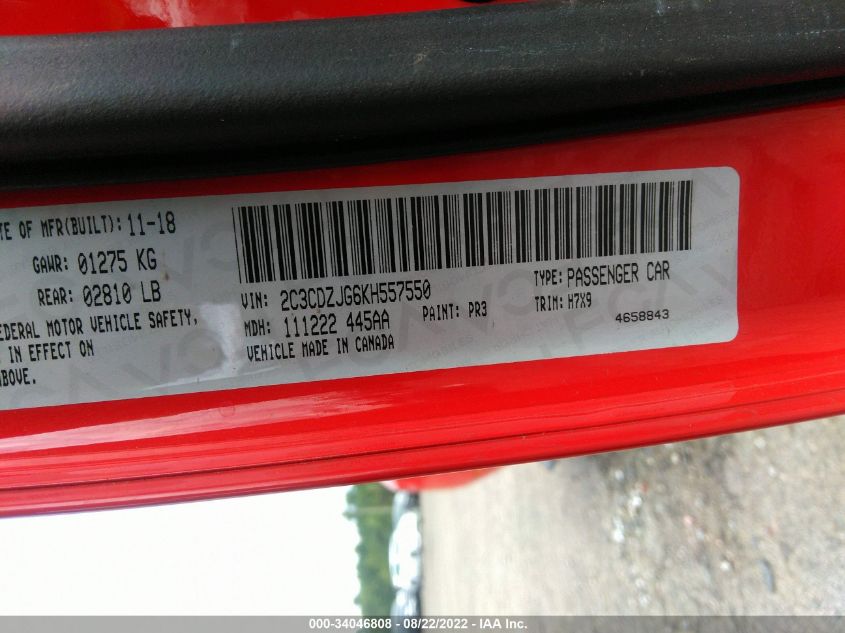 TE OF MFR(BUILT): 11-18
GAWR: 01275 KG
REAR: 02810 LB
EDERAL MOTOR VEHICLE SAFETY,
IN EFFECT ON
ABOVE.
VIN: 2C3CDZJG6KH557550
TYPE: PASSENGER CAR
MDH: 111222 445AA
PAINT: PR3
TRIM: H7X9
VEHICLE MADE IN CANADA
4658843
000-34046808 - 08/22/2022 - IAA Inc.